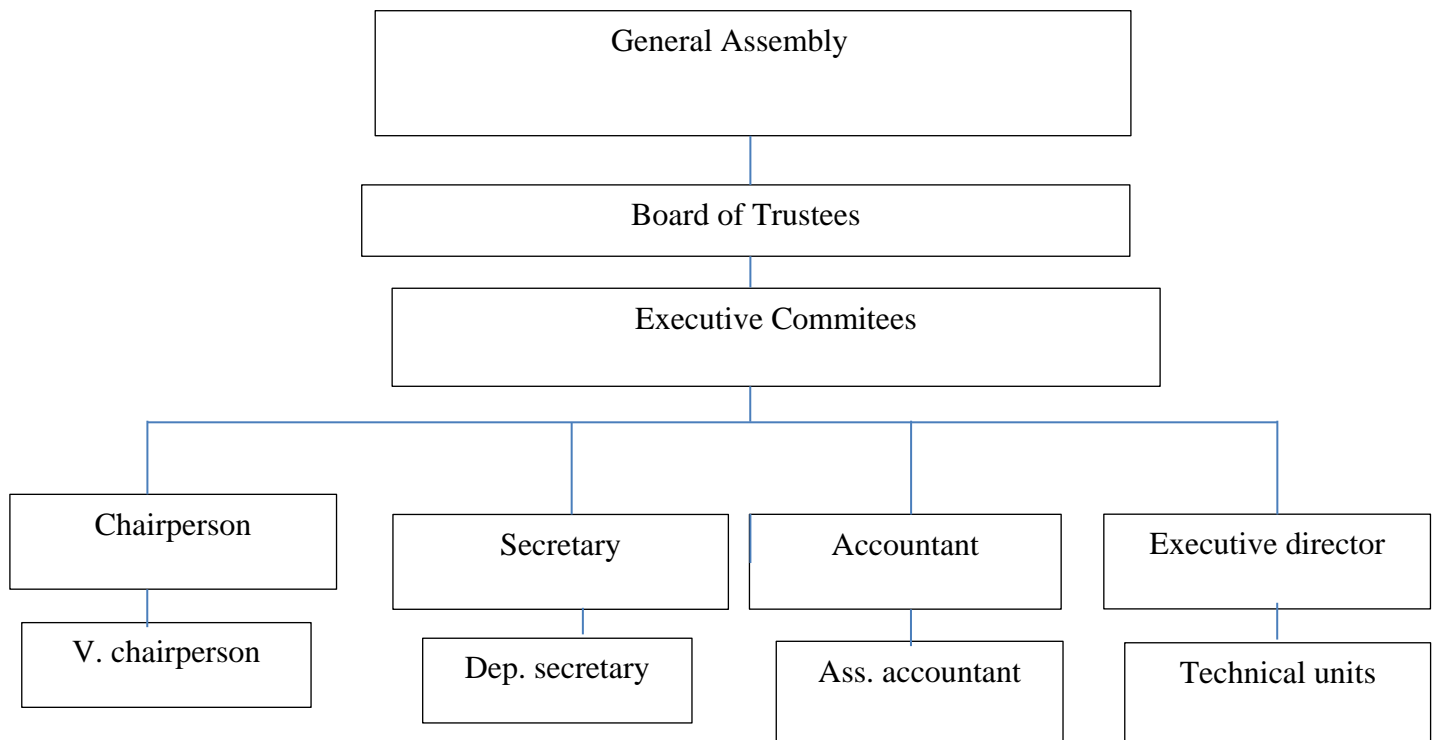 General Assembly
Board of Trustees
Executive Commitees
Chairperson
Secretary
Accountant
Executive director
V. chairperson
Dep. secretary
Ass. accountant
Technical units